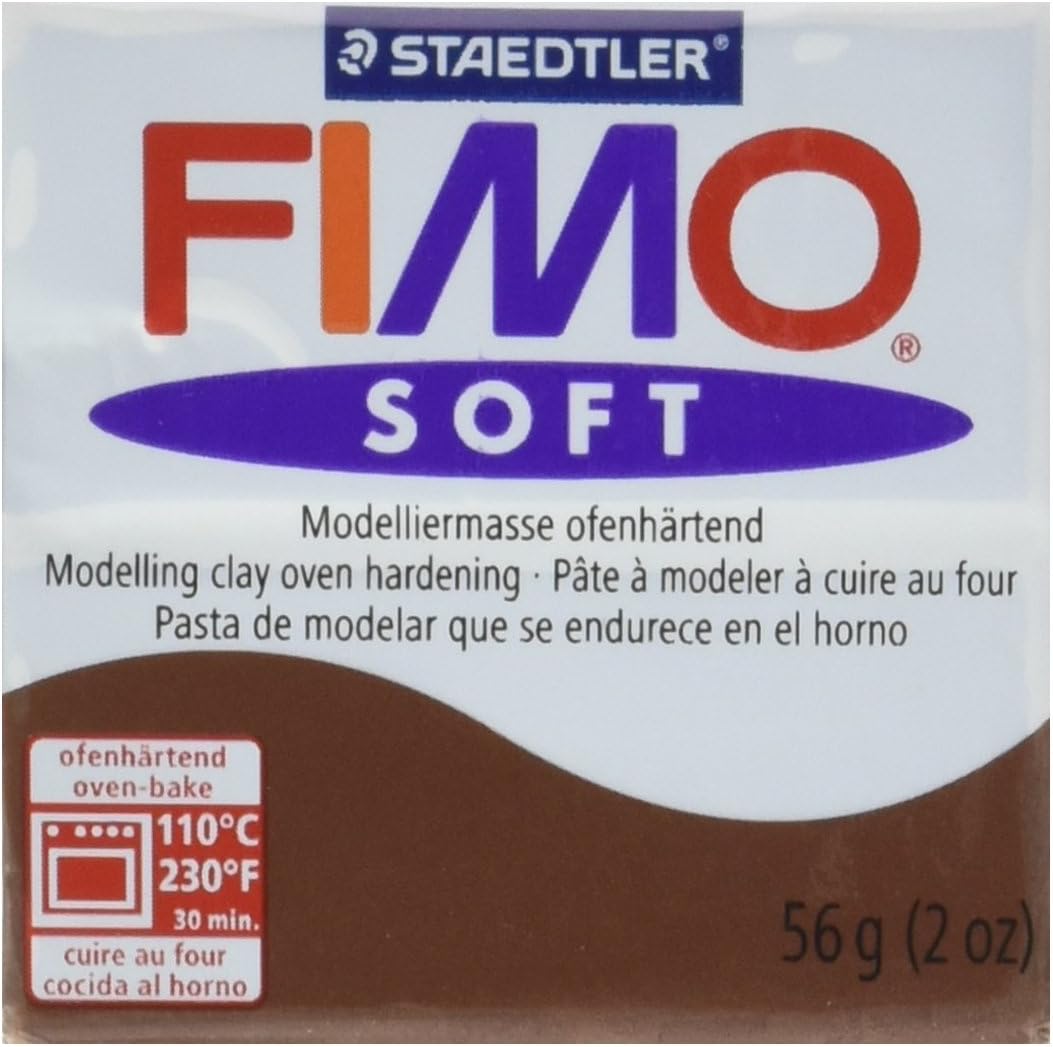 STAEDTLER®
FIMO®
SOFT
Modelliermasse ofenhärtend
Modelling clay oven hardening · Pâte à modeler à cuire au four
Pasta de modelar que se endurece en el horno
ofenhärtend
oven-bake
110°C
230°F
30 min.
cuire au four
cocida al horno
56 g (2 oz)